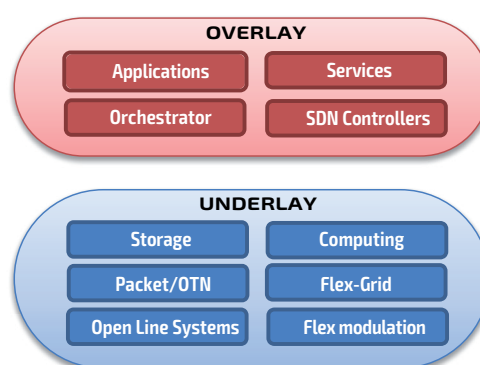 OVERLAY
Applications
Services
Orchestrator
SDN Controllers
UNDERLAY
Storage
Computing
Packet/OTN
Flex-Grid
Open Line Systems
Flex modulation